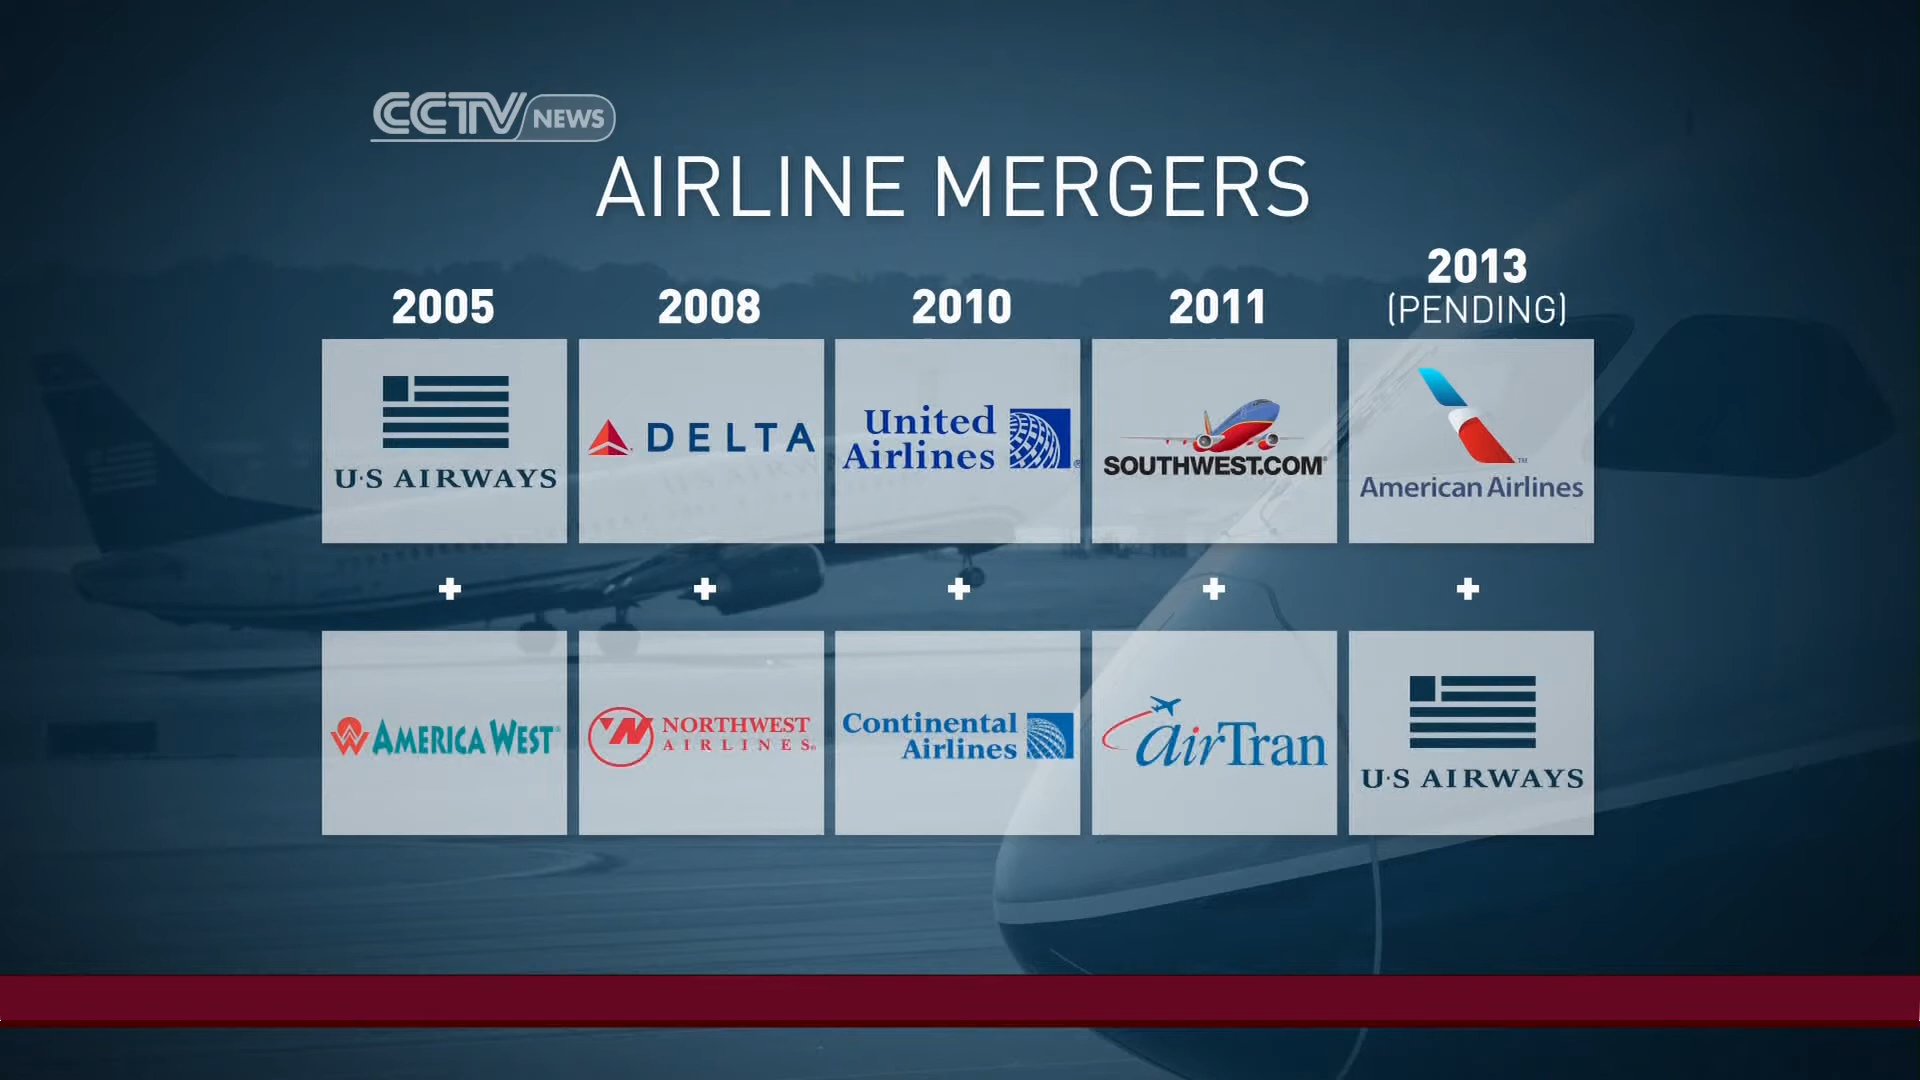 CCTV NEWS
AIRLINE MERGERS
2005
2008
2010
2011
2013
(PENDING)
U·S AIRWAYS
DELTA
United
Airlines
SOUTHWEST.COM®
American Airlines
+ + + + +
AMERICA WEST®
NORTHWEST
AIRLINES®
Continental
Airlines
airTran
U·S AIRWAYS